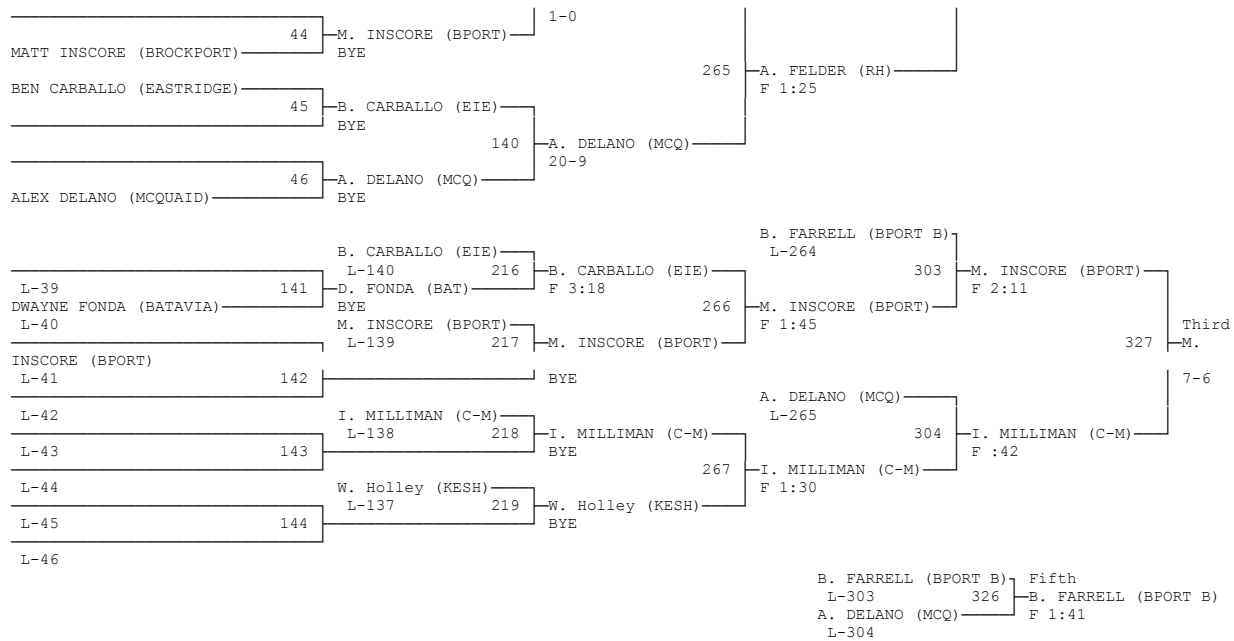 1-0
44 M. INSCORE (BPORT)
MATT INSCORE (BROCKPORT) BYE
265 A. FELDER (RH)
BEN CARBALLO (EASTRIDGE) F 1:25
45 B. CARBALLO (EIE)
BYE
140 A. DELANO (MCQ)
20-9
46 A. DELANO (MCQ)
ALEX DELANO (MCQUAID) BYE
B. FARRELL (BPORT B)
B. CARBALLO (EIE) L-264
L-140 216 B. CARBALLO (EIE) 303 M. INSCORE (BPORT)
L-39 141 D. FONDA (BAT) F 3:18 F 2:11
DWAYNE FONDA (BATAVIA) BYE 266 M. INSCORE (BPORT)
L-40 M. INSCORE (BPORT) F 1:45 Third
L-139 217 M. INSCORE (BPORT) 327 M.
INSCORE (BPORT)
L-41 142 BYE 7-6
A. DELANO (MCQ)
L-42 I. MILLIMAN (C-M) L-265
L-138 218 I. MILLIMAN (C-M) 304 I. MILLIMAN (C-M)
L-43 143 BYE F :42
267 I. MILLIMAN (C-M)
L-44 W. Holley (KESH) F 1:30
L-137 219 W. Holley (KESH)
L-45 144 BYE
L-46
B. FARRELL (BPORT B) Fifth
L-303 326 B. FARRELL (BPORT B)
A. DELANO (MCQ) F 1:41
L-304